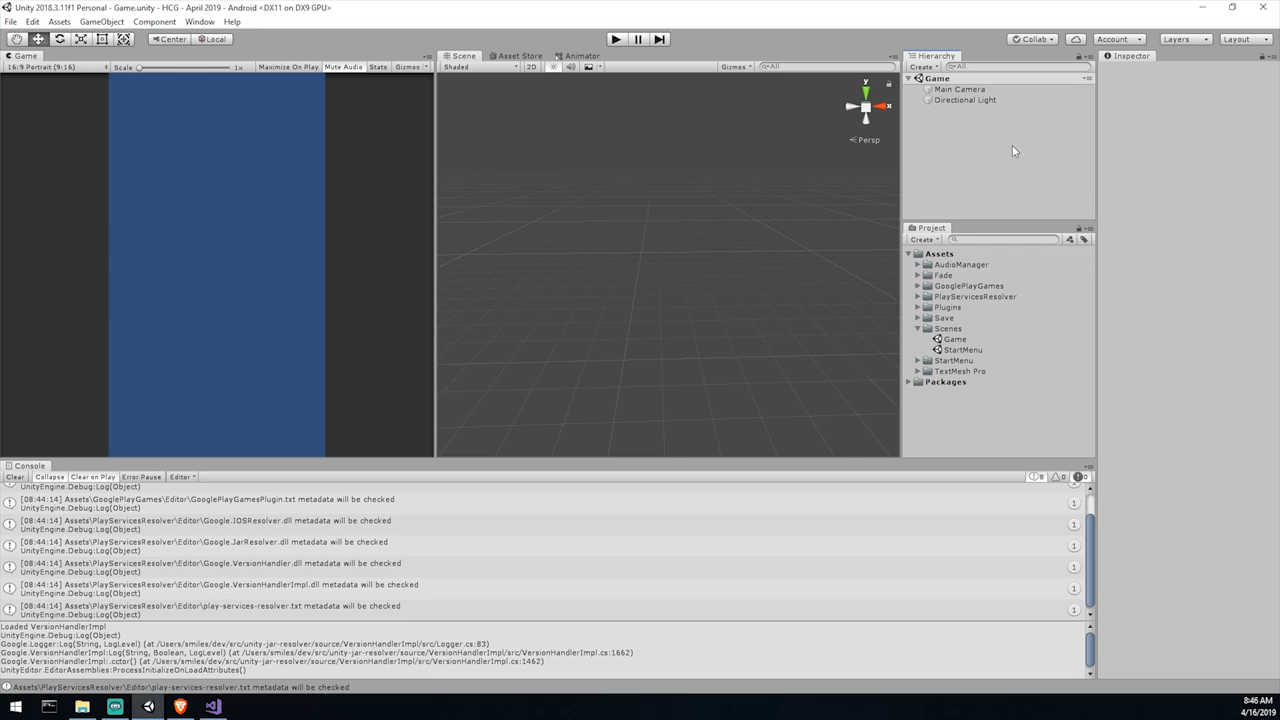 Unity 2018.3.11f1 Personal - Game.unity - HCG - April 2019 - Android <DX11 on DX9 GPU>
File Edit Assets GameObject Component Window Help
Center Local Collab Account Layers Layout
Game Scene Asset Store Animator Hierarchy Inspector
16:9 Portrait (9:16) Scale 1x Maximize On Play Mute Audio Stats Gizmos Shaded 2D Gizmos All Create All
Game
Main Camera
Directional Light
y
x
Persp
Project
Create
Assets
AudioManager
Fade
GooglePlayGames
PlayServicesResolver
Plugins
Save
Scenes
Game
StartMenu
StartMenu
TextMesh Pro
Packages
Console
Clear Collapse Clear on Play Error Pause Editor 8 0 0
UnityEngine.Debug:Log(Object)
[08:44:14] Assets\GooglePlayGames\Editor\GooglePlayGamesPlugin.txt metadata will be checked 1
UnityEngine.Debug:Log(Object)
[08:44:14] Assets\PlayServicesResolver\Editor\Google.IOSResolver.dll metadata will be checked 1
UnityEngine.Debug:Log(Object)
[08:44:14] Assets\PlayServicesResolver\Editor\Google.JarResolver.dll metadata will be checked 1
UnityEngine.Debug:Log(Object)
[08:44:14] Assets\PlayServicesResolver\Editor\Google.VersionHandler.dll metadata will be checked 1
UnityEngine.Debug:Log(Object)
[08:44:14] Assets\PlayServicesResolver\Editor\Google.VersionHandlerImpl.dll metadata will be checked 1
UnityEngine.Debug:Log(Object)
[08:44:14] Assets\PlayServicesResolver\Editor\play-services-resolver.txt metadata will be checked 1
UnityEngine.Debug:Log(Object)
Loaded VersionHandlerImpl
UnityEngine.Debug:Log(Object)
Google.Logger:Log(String, LogLevel) (at /Users/smiles/dev/src/unity-jar-resolver/source/VersionHandlerImpl/src/Logger.cs:83)
Google.VersionHandlerImpl:Log(String, Boolean, LogLevel) (at /Users/smiles/dev/src/unity-jar-resolver/source/VersionHandlerImpl/src/VersionHandlerImpl.cs:1662)
Google.VersionHandlerImpl:.cctor() (at /Users/smiles/dev/src/unity-jar-resolver/source/VersionHandlerImpl/src/VersionHandlerImpl.cs:1462)
UnityEditor.EditorAssemblies:ProcessInitializeOnLoadAttributes()
Assets\PlayServicesResolver\Editor\play-services-resolver.txt metadata will be checked
8:46 AM
4/16/2019